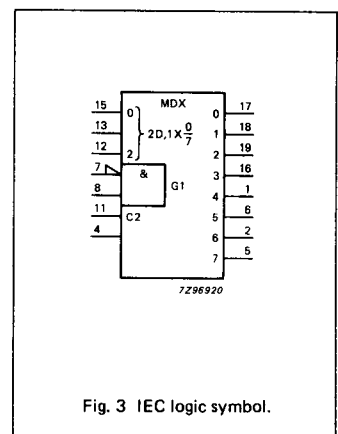 MDX
15 0 0 17
13 2D,1X 0/7 1 18
12 2 2 19
7 & 3 16
8 G1 4 1
11 C2 5 6
4 6 2
7 5
7Z96920
Fig. 3 IEC logic symbol.